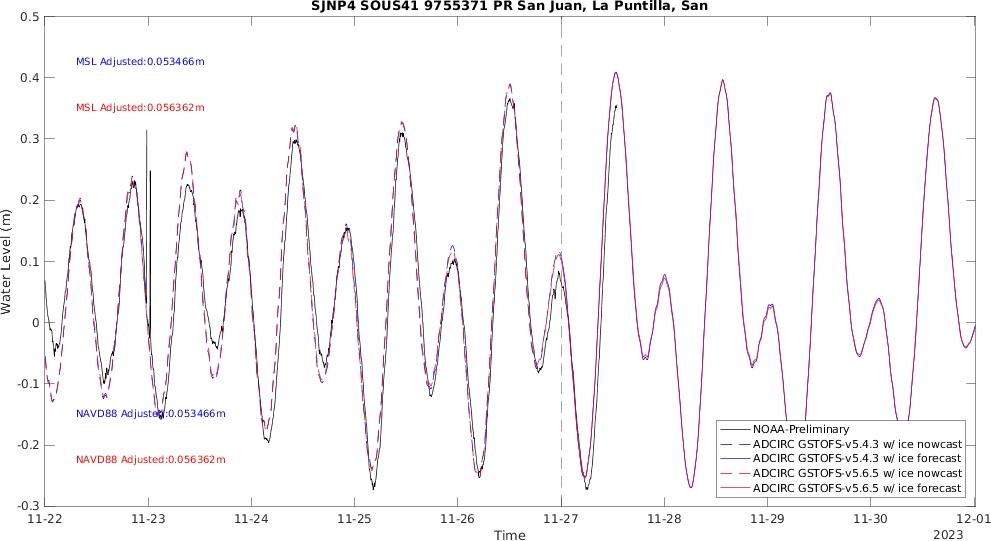 SJNP4 SOUS41 9755371 PR San Juan, La Puntilla, San
0.5
0.4
0.3
0.2
0.1
0
-0.1
-0.2
-0.3
Water Level (m)
MSL Adjusted:0.053466m
MSL Adjusted:0.056362m
NAVD88 Adjusted:0.053466m
NAVD88 Adjusted:0.056362m
NOAA-Preliminary
ADCIRC GSTOFS-v5.4.3 w/ ice nowcast
ADCIRC GSTOFS-v5.4.3 w/ ice forecast
ADCIRC GSTOFS-v5.6.5 w/ ice nowcast
ADCIRC GSTOFS-v5.6.5 w/ ice forecast
11-22 11-23 11-24 11-25 11-26 11-27 11-28 11-29 11-30 12-01
Time
2023